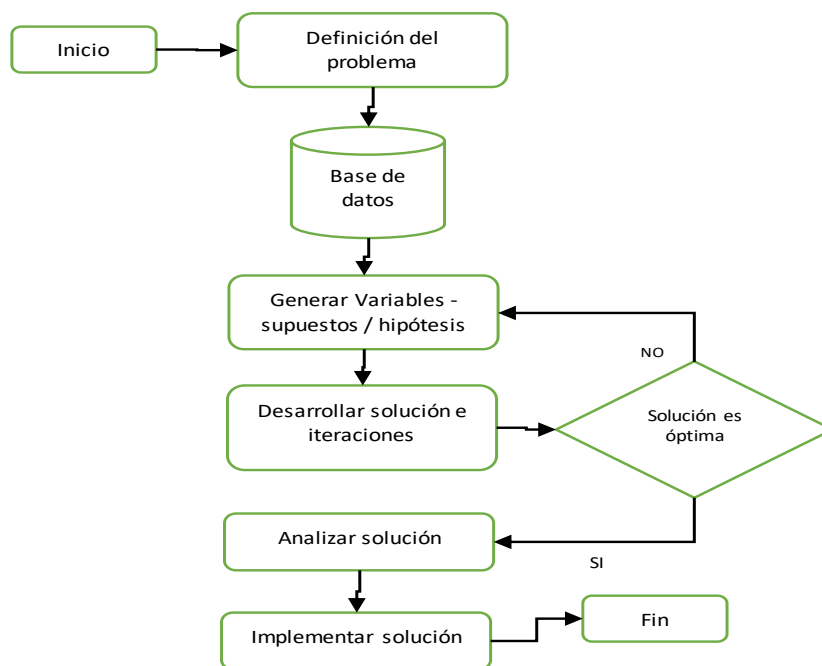 Inicio
Definición del
problema
Base de
datos
Generar Variables -
supuestos / hipótesis
NO
Desarrollar solución e
iteraciones
Solución es
óptima
Analizar solución
SI
Implementar solución
Fin